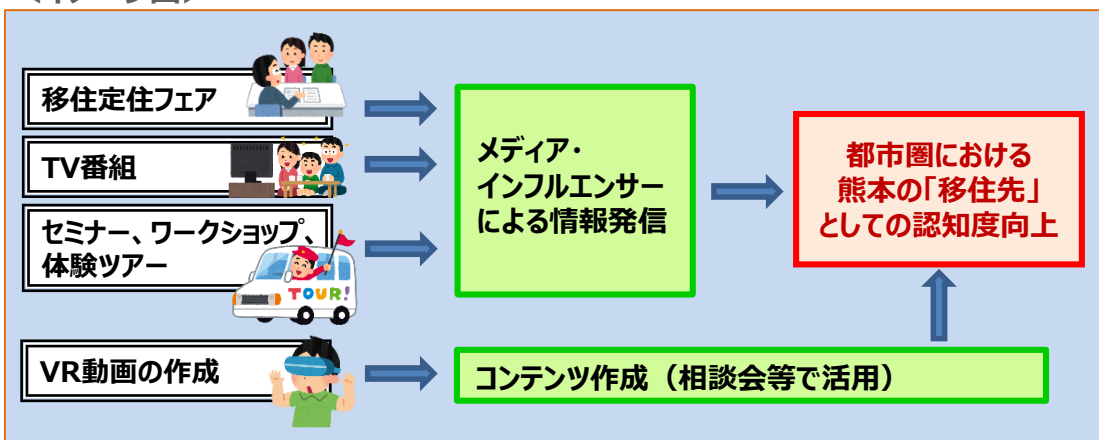 移住定住フェア
TV番組
セミナー、ワークショップ、
体験ツアー
TOUR!
VR動画の作成
メディア・
インフルエンサー
による情報発信
コンテンツ作成（相談会等で活用）
都市圏における
熊本の「移住先」
としての認知度向上